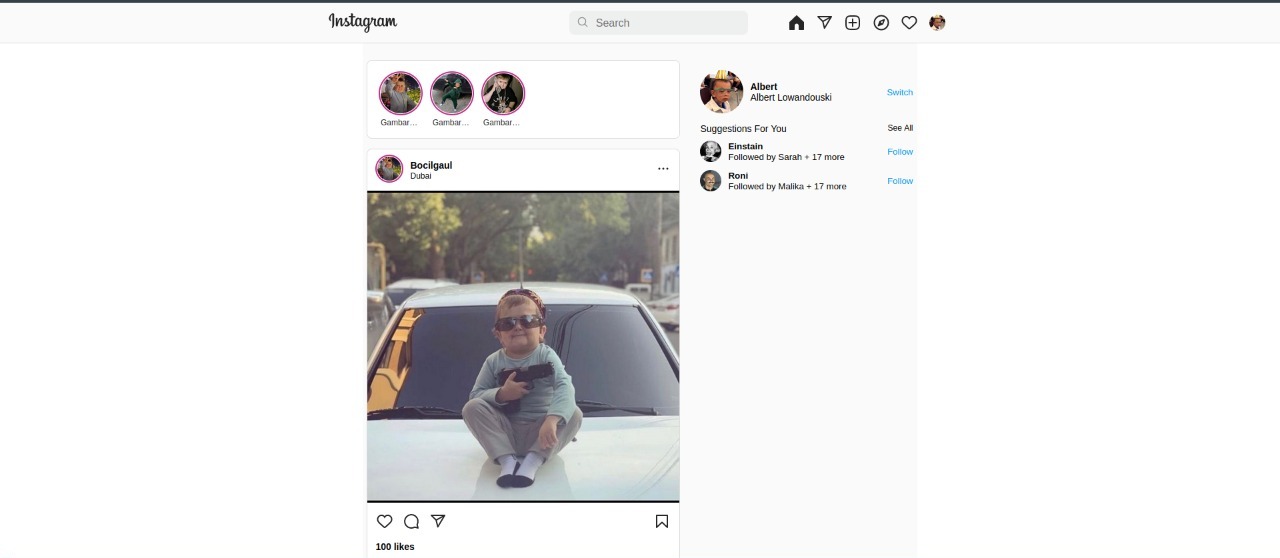 Instagram
Search
Gambar...
Gambar...
Gambar...
Bocilgaul
Dubai
100 likes
Albert
Albert Lowandouski
Switch
Suggestions For You
See All
Einstain
Followed by Sarah + 17 more
Follow
Roni
Followed by Malika + 17 more
Follow